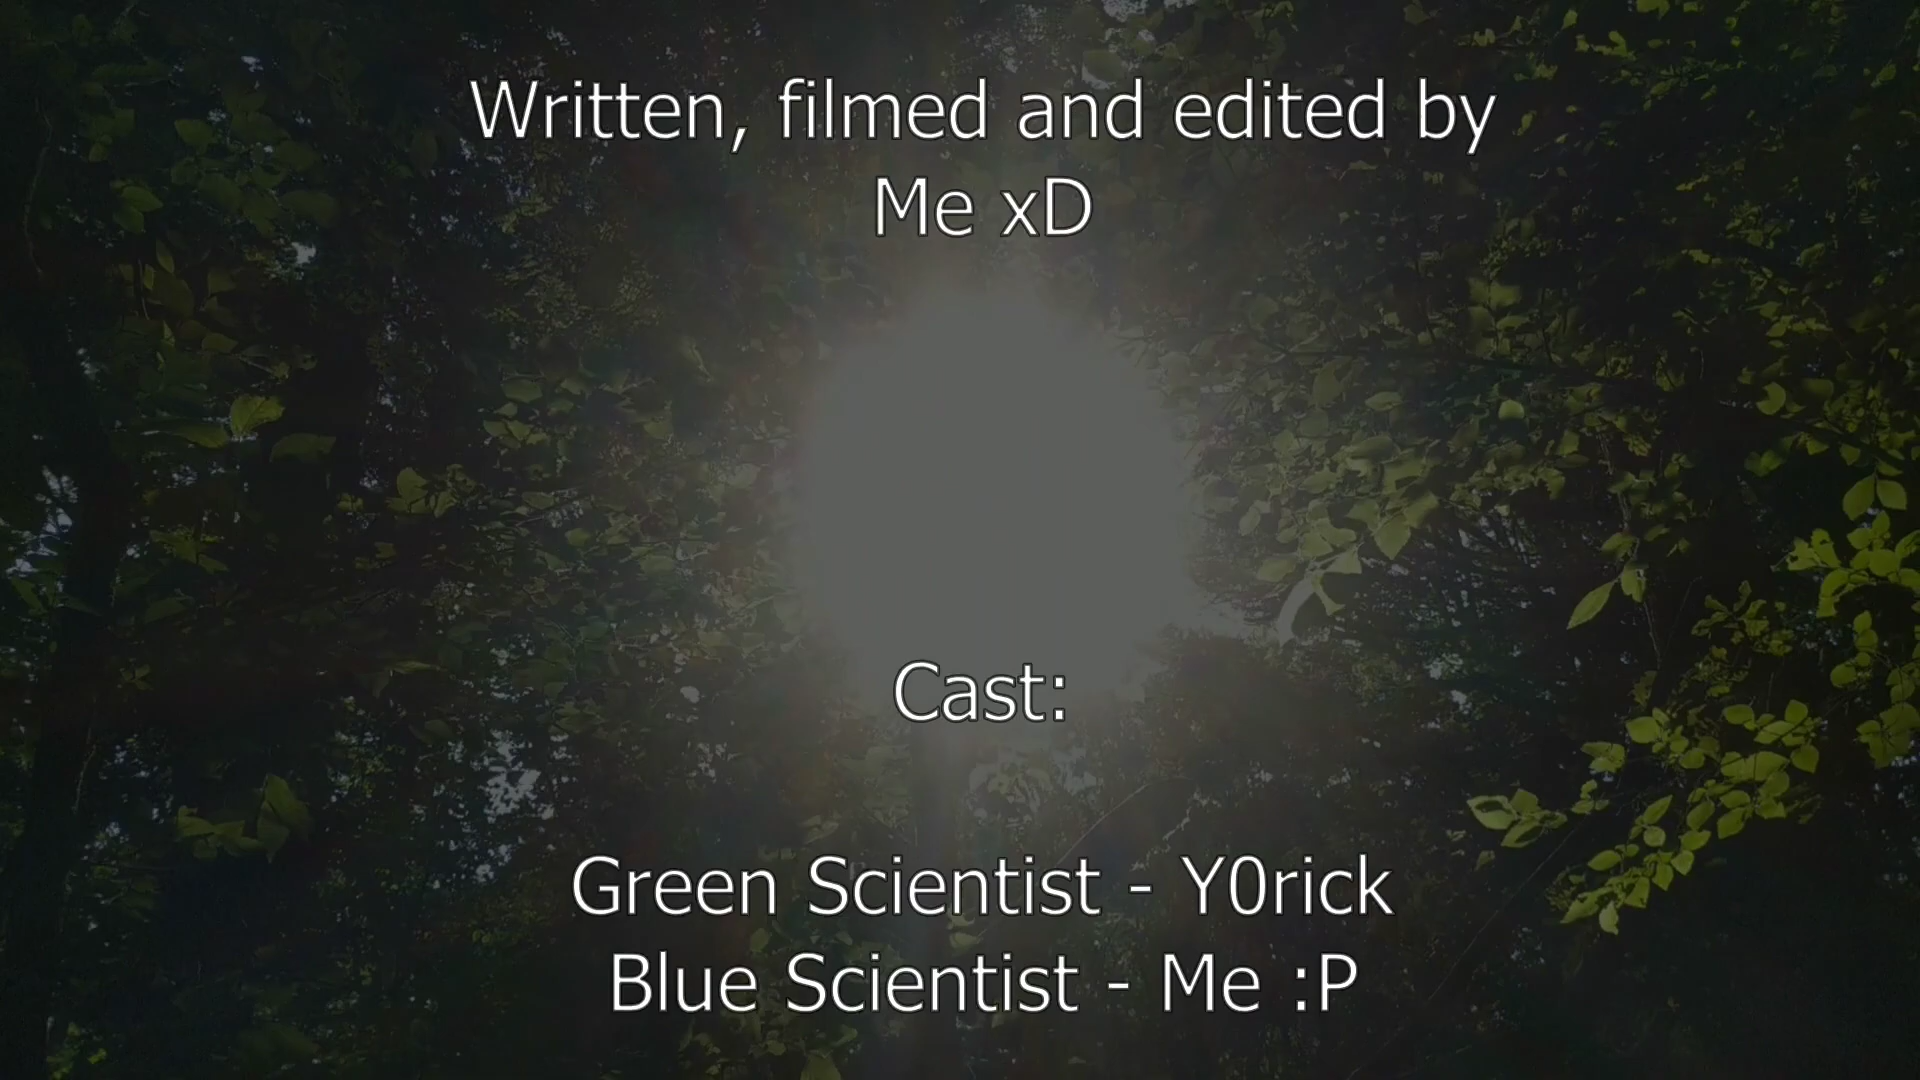 Written, filmed and edited by
Me xD
Cast:
Green Scientist - Y0rick
Blue Scientist - Me :P